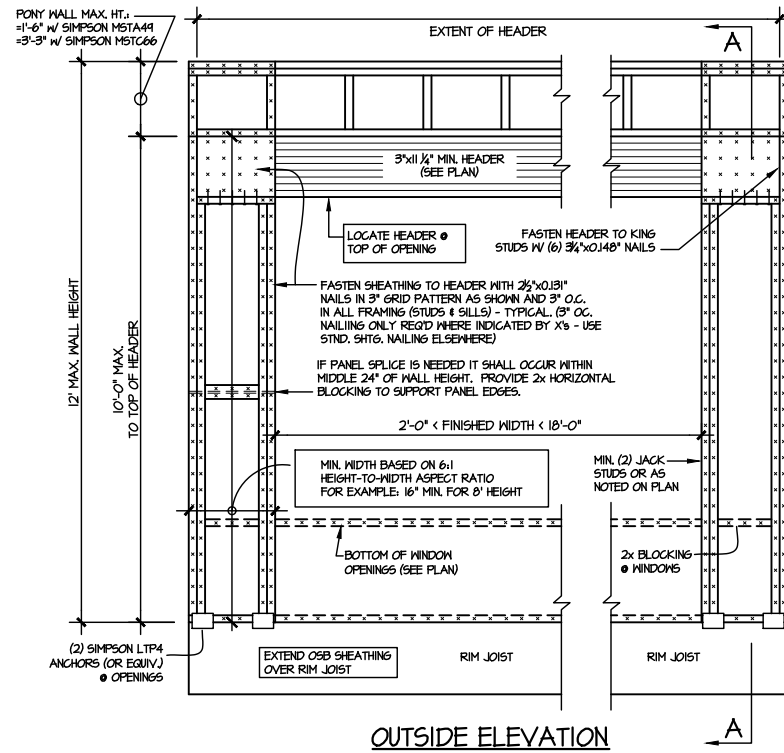 PONY WALL MAX. HT.:
=1'-6" W/ SIMPSON MSTA49
=3'-3" W/ SIMPSON MSTC66
EXTENT OF HEADER
A
3"x11 1/4" MIN. HEADER
(SEE PLAN)
LOCATE HEADER @
TOP OF OPENING
FASTEN HEADER TO KING
STUDS W/ (6) 3/4"x0.148" NAILS
FASTEN SHEATHING TO HEADER WITH 2½"x0.131"
NAILS IN 3" GRID PATTERN AS SHOWN AND 3" O.C.
IN ALL FRAMING (STUDS & SILLS) - TYPICAL. (3" OC.
NAILIING ONLY REQ'D WHERE INDICATED BY X's - USE
STND. SHTG. NAILING ELSEWHERE)
12' MAX. WALL HEIGHT
10'-0" MAX.
TO TOP OF HEADER
IF PANEL SPLICE IS NEEDED IT SHALL OCCUR WITHIN
MIDDLE 24" OF WALL HEIGHT. PROVIDE 2x HORIZONTAL
BLOCKING TO SUPPORT PANEL EDGES.
2'-0" < FINISHED WIDTH < 18'-0"
MIN. WIDTH BASED ON 6:1
HEIGHT-TO-WIDTH ASPECT RATIO
FOR EXAMPLE: 16" MIN. FOR 8' HEIGHT
MIN. (2) JACK
STUDS OR AS
NOTED ON PLAN
BOTTOM OF WINDOW
OPENINGS (SEE PLAN)
2x BLOCKING
@ WINDOWS
(2) SIMPSON LTP4
ANCHORS (OR EQUIV.)
@ OPENINGS
EXTEND OSB SHEATHING
OVER RIM JOIST
RIM JOIST
RIM JOIST
OUTSIDE ELEVATION
A